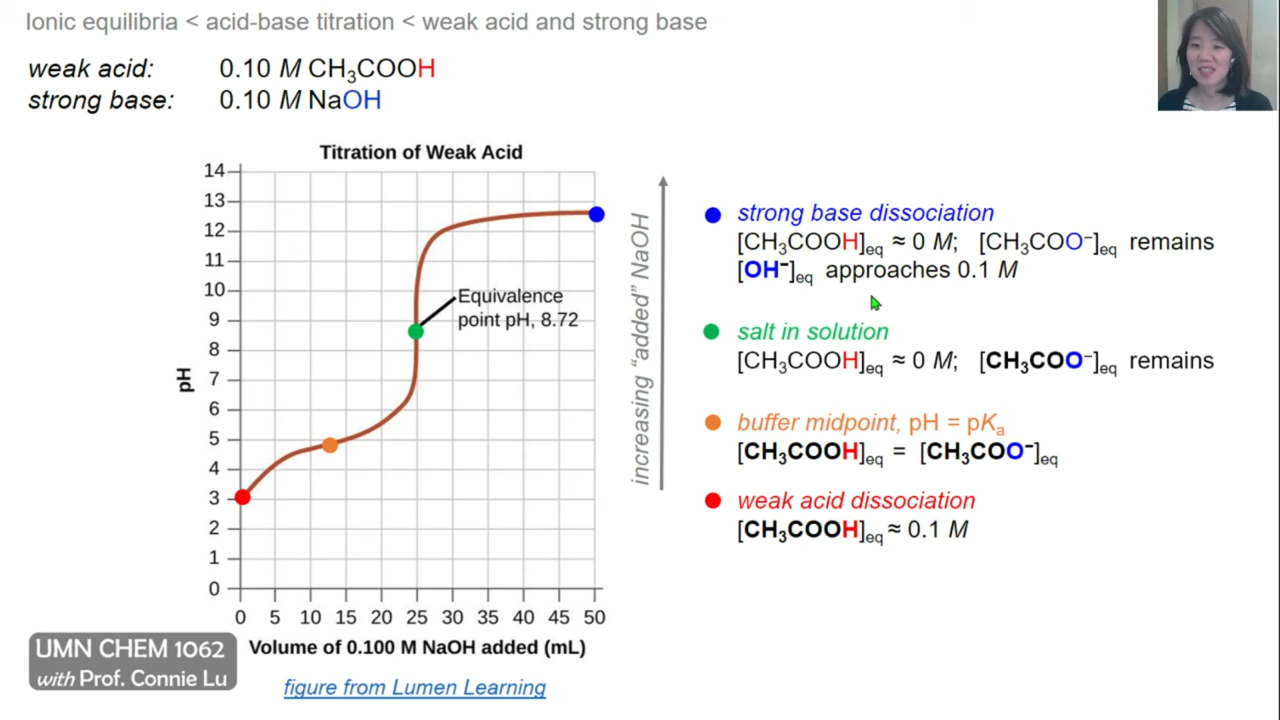 Ionic equilibria < acid-base titration < weak acid and strong base
weak acid: 0.10 M CH₃COOH
strong base: 0.10 M NaOH
Titration of Weak Acid
14
13
12
11
10
9
8
7
6
5
4
3
2
1
0
pH
Equivalence
point pH, 8.72
0 5 10 15 20 25 30 35 40 45 50
Volume of 0.100 M NaOH added (mL)
figure from Lumen Learning
increasing "added" NaOH
strong base dissociation
[CH₃COOH]eq ≈ 0 M; [CH₃COO⁻]eq remains
[OH⁻]eq approaches 0.1 M
salt in solution
[CH₃COOH]eq ≈ 0 M; [CH₃COO⁻]eq remains
buffer midpoint, pH = pKₐ
[CH₃COOH]eq = [CH₃COO⁻]eq
weak acid dissociation
[CH₃COOH]eq ≈ 0.1 M
UMN CHEM 1062
with Prof. Connie Lu